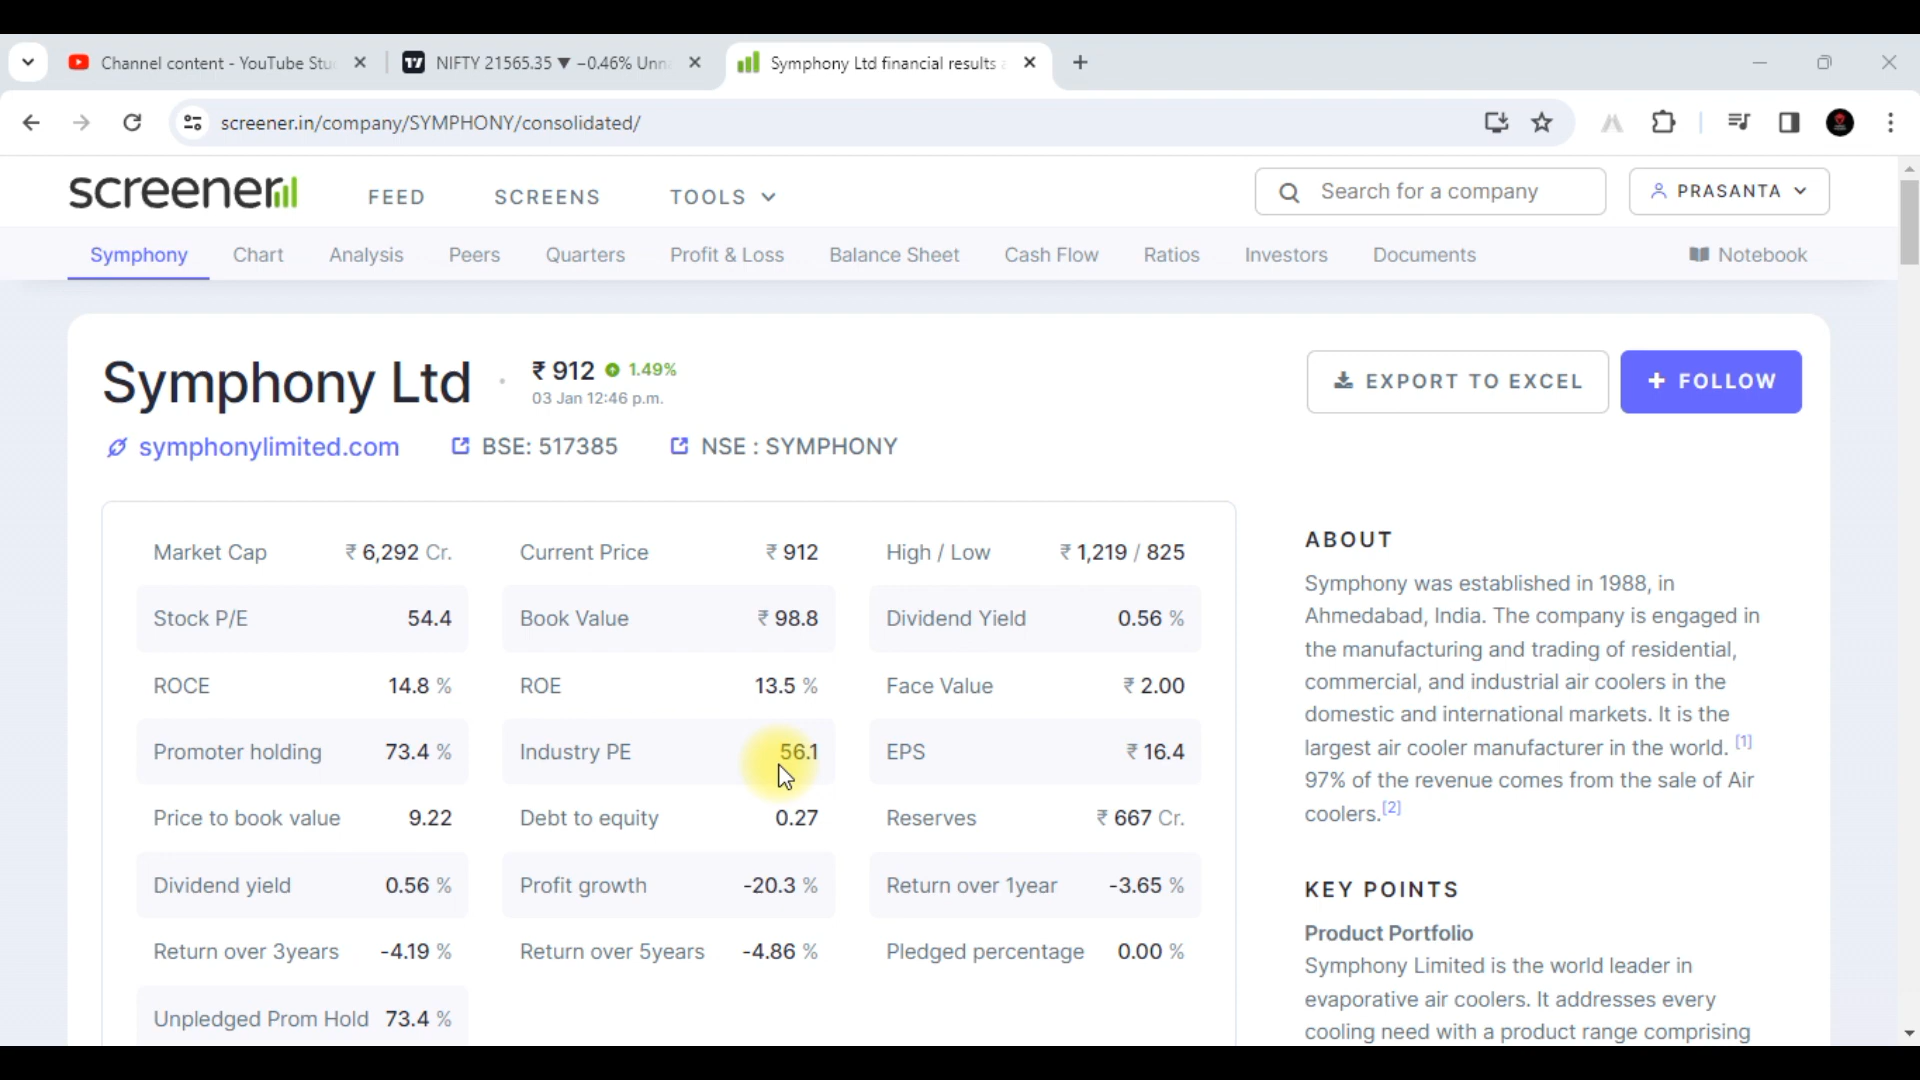 Channel content - YouTube Stu
NIFTY 21565.35 ▼ −0.46% Unn
Symphony Ltd financial results a
screener.in/company/SYMPHONY/consolidated/
screener
FEED
SCREENS
TOOLS
Search for a company
PRASANTA
Symphony
Chart
Analysis
Peers
Quarters
Profit & Loss
Balance Sheet
Cash Flow
Ratios
Investors
Documents
Notebook
Symphony Ltd
₹ 912 1.49%
03 Jan 12:46 p.m.
EXPORT TO EXCEL
+ FOLLOW
symphonylimited.com
BSE: 517385
NSE : SYMPHONY
Market Cap ₹ 6,292 Cr.
Current Price ₹ 912
High / Low ₹ 1,219 / 825
Stock P/E 54.4
Book Value ₹ 98.8
Dividend Yield 0.56 %
ROCE 14.8 %
ROE 13.5 %
Face Value ₹ 2.00
Promoter holding 73.4 %
Industry PE 56.1
EPS ₹ 16.4
Price to book value 9.22
Debt to equity 0.27
Reserves ₹ 667 Cr.
Dividend yield 0.56 %
Profit growth -20.3 %
Return over 1year -3.65 %
Return over 3years -4.19 %
Return over 5years -4.86 %
Pledged percentage 0.00 %
Unpledged Prom Hold 73.4 %
ABOUT
Symphony was established in 1988, in
Ahmedabad, India. The company is engaged in
the manufacturing and trading of residential,
commercial, and industrial air coolers in the
domestic and international markets. It is the
largest air cooler manufacturer in the world. [1]
97% of the revenue comes from the sale of Air
coolers.[2]
KEY POINTS
Product Portfolio
Symphony Limited is the world leader in
evaporative air coolers. It addresses every
cooling need with a product range comprising